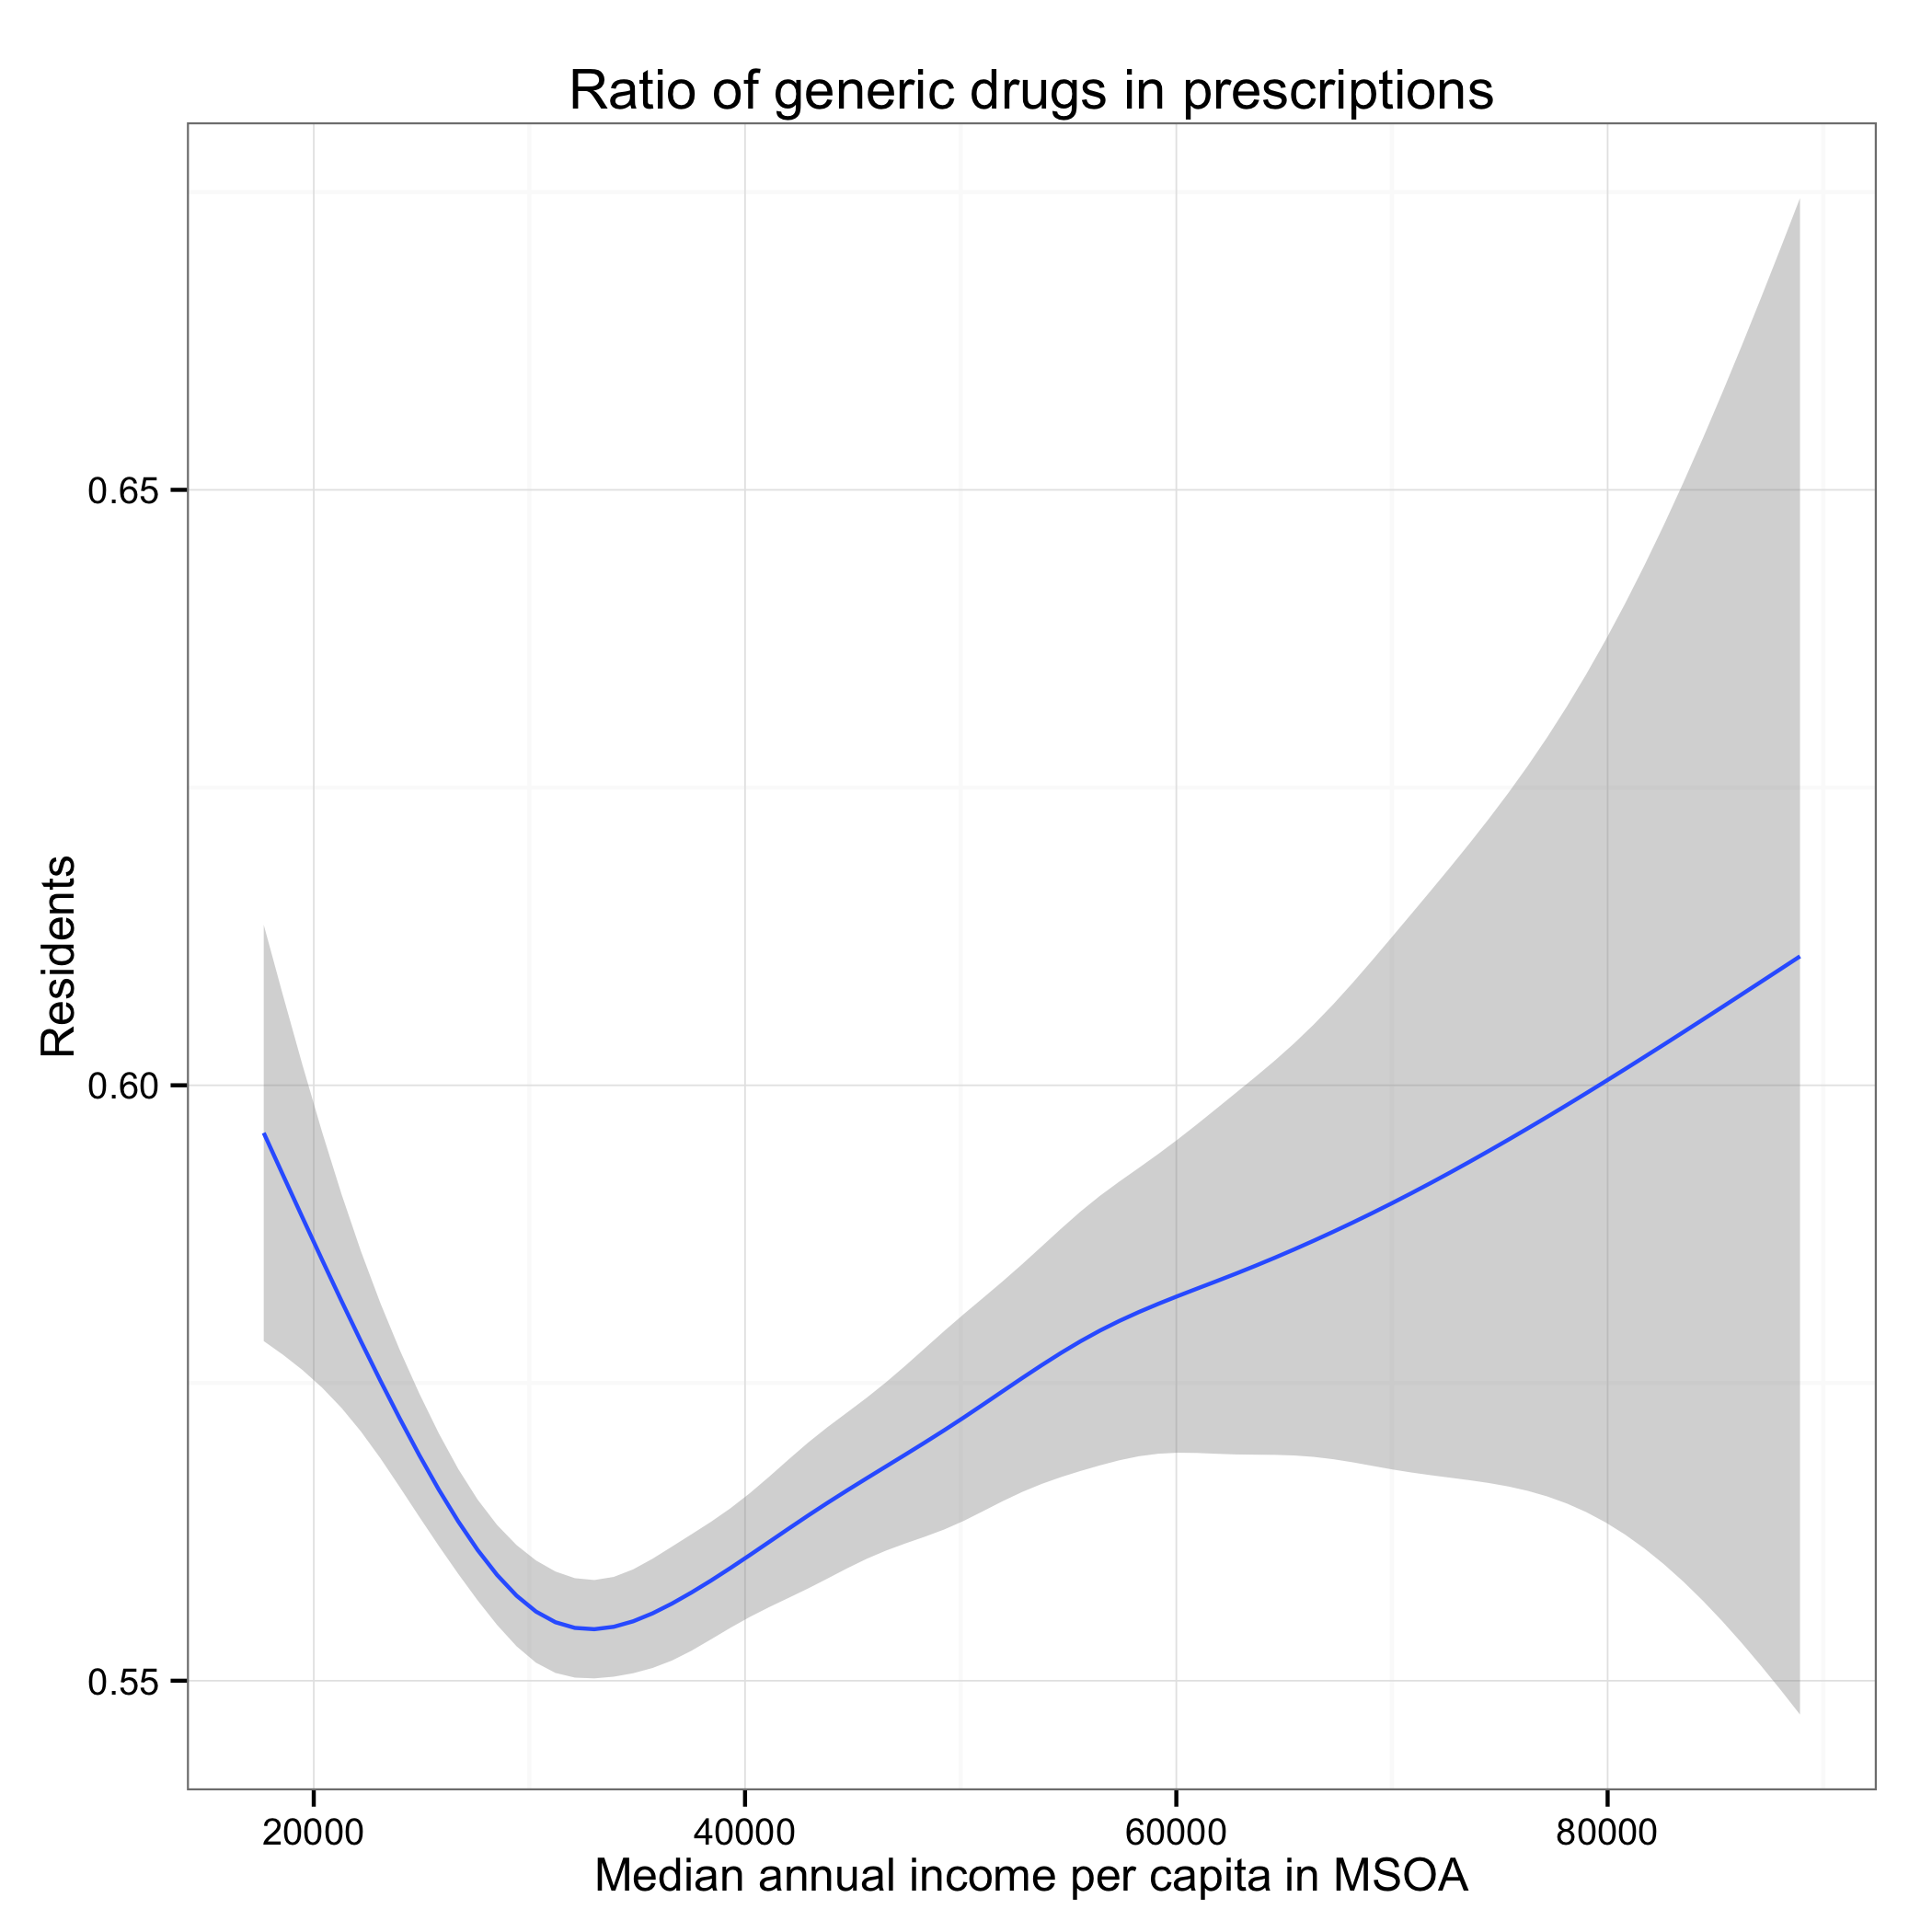 Ratio of generic drugs in prescriptions
0.65
0.60
0.55
Residents
20000 40000 60000 80000
Median annual income per capita in MSOA